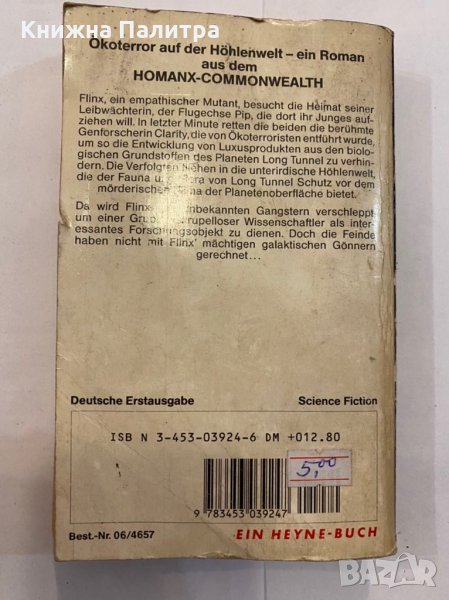 Книжна Палитра
Ökoterror auf der Höhlenwelt – ein Roman
aus dem
HOMANX-COMMONWEALTH
Flinx, ein empathischer Mutant, besucht die Heimat seiner
Leibwächterin, der Flugechse Pip, die dort ihr Junges auf-
ziehen will. In letzter Minute retten die beiden die berühmte
Genforscherin Clarity, die von Ökoterroristen entführt wurde,
um so die Entwicklung von Luxusprodukten aus den biolo-
gischen Grundstoffen des Planeten Long Tunnel zu verhin-
dern. Die Verfolgten fliehen in die unterirdische Höhlenwelt,
die der Fauna u von Long Tunnel Schutz vor dem
mörderischen der Planetenoberfläche bietet.
Da wird Flinx nbekannten Gangstern verschleppt,
um einer Grup rupelloser Wissenschaftler als inter-
essantes Forschungsobjekt zu dienen. Doch die Feinde
haben nicht mit Flinx' mächtigen galaktischen Gönnern
gerechnet...
Deutsche Erstausgabe Science Fiction
ISB N 3-453-03924-6 DM +012.80
5,00
9 783453 039247
Best.-Nr. 06/4657 EIN HEYNE-BUCH
bazar.bg